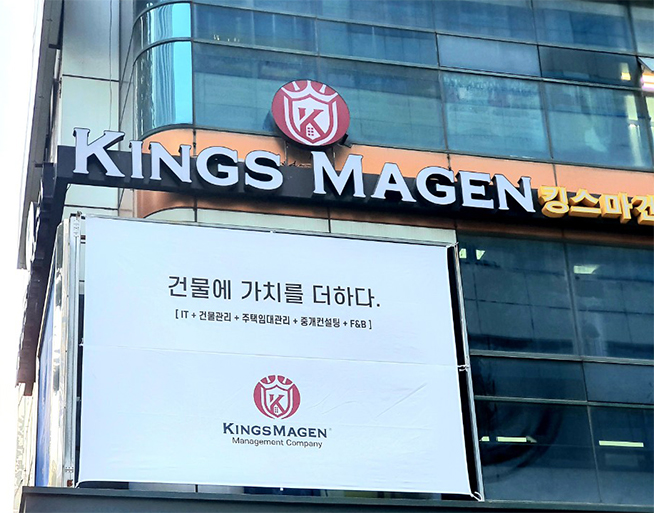 K
KINGS MAGEN 킹스마겐
건물에 가치를 더하다.
[ IT + 건물관리 + 주택임대관리 + 중개컨설팅 + F&B ]
K
KINGSMAGEN
Management Company